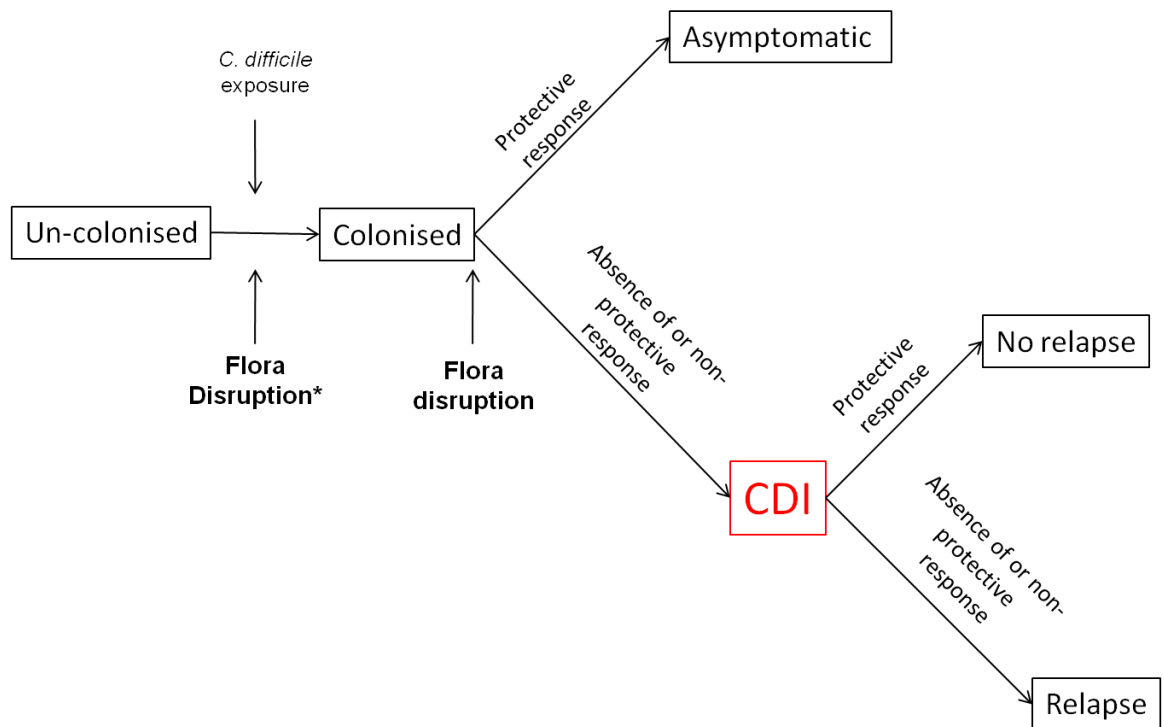 Asymptomatic
C. difficile
exposure
Protective
response
Un-colonised
Colonised
Absence of or non-
protective
response
Flora
Disruption*
Flora
disruption
No relapse
Protective
response
CDI
Absence of or non-
protective
response
Relapse